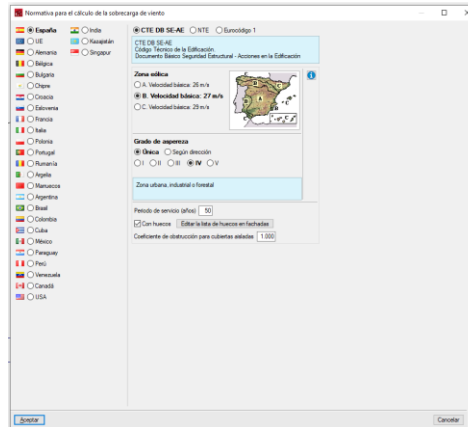 Normativa para el cálculo de la sobrecarga de viento
España
India
UE
Kazajstán
Alemania
Singapur
Bélgica
Bulgaria
Chipre
Croacia
Eslovenia
Francia
Italia
Polonia
Portugal
Rumanía
Argelia
Marruecos
Argentina
Brasil
Colombia
Cuba
México
Paraguay
Perú
Venezuela
Canadá
USA
CTE DB SE-AE
NTE
Eurocódigo 1
CTE DB SE-AE
Código Técnico de la Edificación.
Documento Básico Seguridad Estructural - Acciones en la Edificación
Zona eólica
A. Velocidad básica: 26 m/s
B. Velocidad básica: 27 m/s
C. Velocidad básica: 29 m/s
Grado de aspereza
Única
Según dirección
I
II
III
IV
V
Zona urbana, industrial o forestal
Periodo de servicio (años) 50
Con huecos
Editar la lista de huecos en fachadas
Coeficiente de obstrucción para cubiertas aisladas 1.000
Aceptar
Cancelar